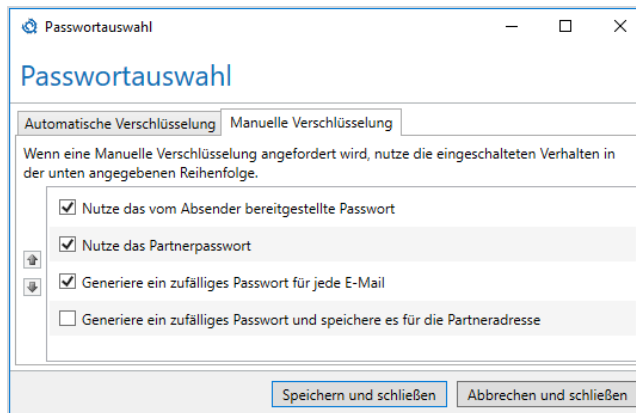 Passwortauswahl
Passwortauswahl
Automatische Verschlüsselung Manuelle Verschlüsselung
Wenn eine Manuelle Verschlüsselung angefordert wird, nutze die eingeschalteten Verhalten in
der unten angegebenen Reihenfolge.
Nutze das vom Absender bereitgestellte Passwort
Nutze das Partnerpasswort
Generiere ein zufälliges Passwort für jede E-Mail
Generiere ein zufälliges Passwort und speichere es für die Partneradresse
Speichern und schließen Abbrechen und schließen